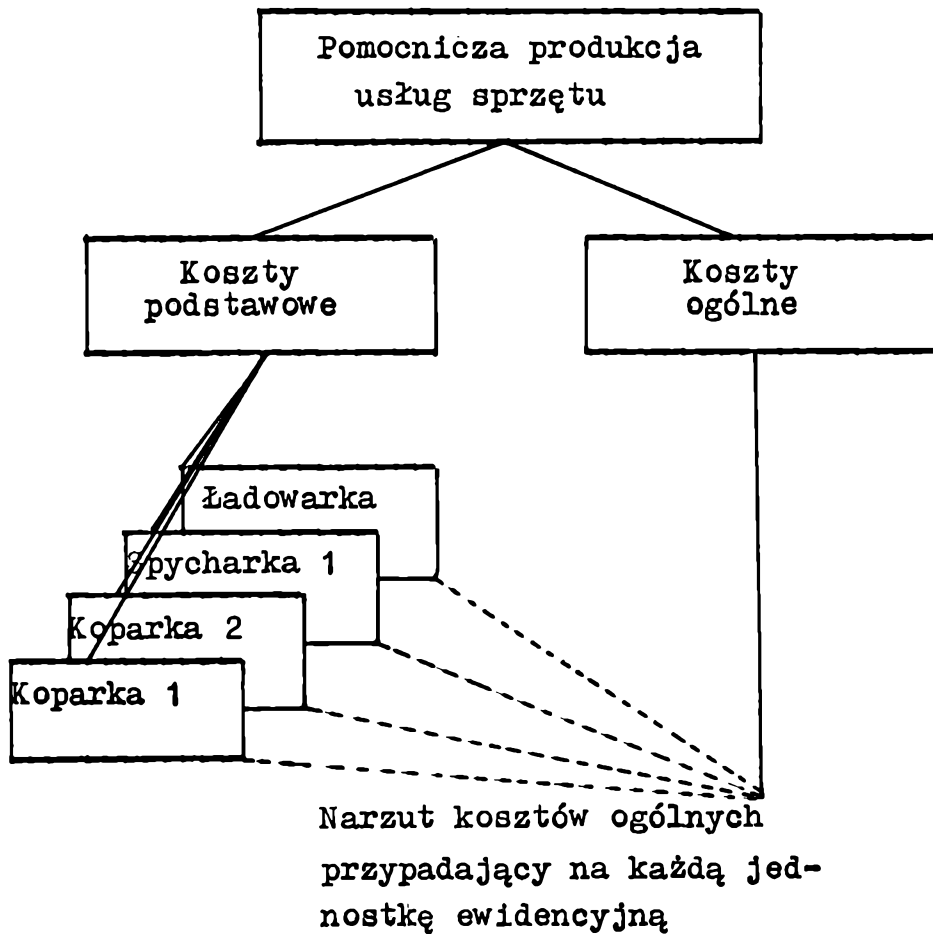 Pomocnicza produkcja
usług sprzętu
Koszty
podstawowe
Koszty
ogólne
Ładowarka
Spycharka 1
Koparka 2
Koparka 1
Narzut kosztów ogólnych
przypadający na każdą jed-
nostkę ewidencyjną